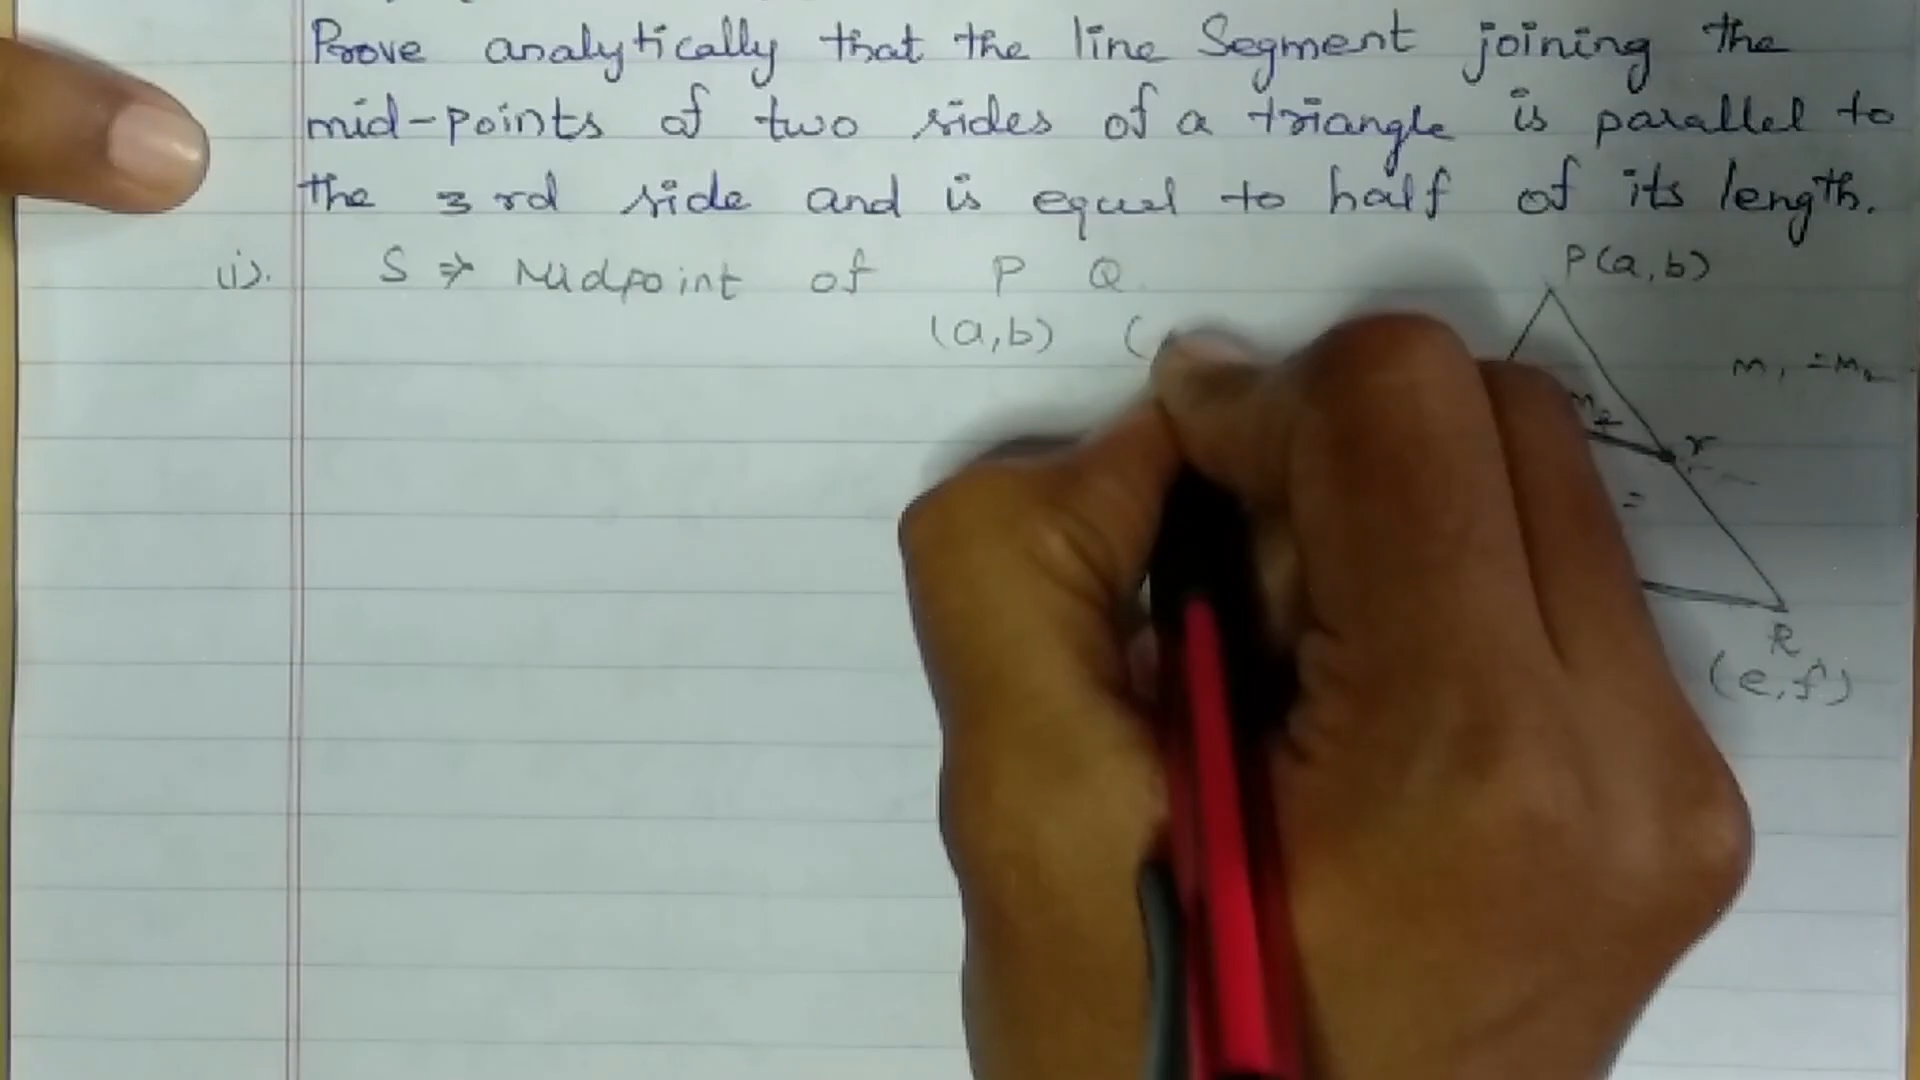 Prove analytically that the line Segment joining the
mid-points of two sides of a triangle is parallel to
the 3rd side and is equal to half of its length.
(i). S ⇒ Midpoint of P Q
(a,b) (
P(a,b)
m1 = m2
m2
r
=
R
(e,f)